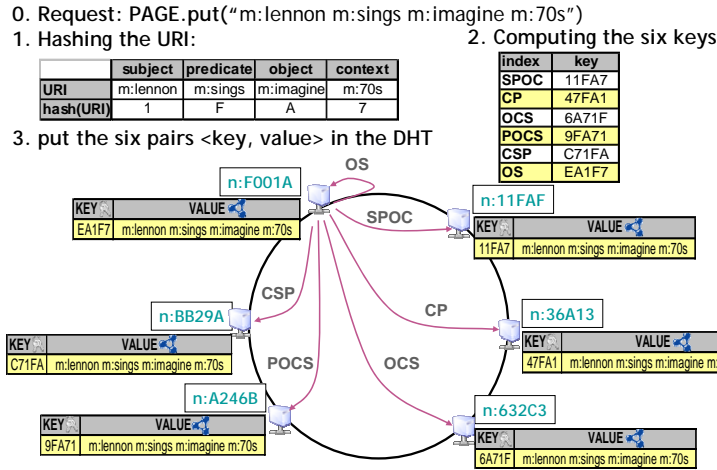 0. Request: PAGE.put(“m:lennon m:sings m:imagine m:70s”)
1. Hashing the URI:
subject predicate object context
URI m:lennon m:sings m:imagine m:70s
hash(URI) 1 F A 7
2. Computing the six keys
index key
SPOC 11FA7
CP 47FA1
OCS 6A71F
POCS 9FA71
CSP C71FA
OS EA1F7
3. put the six pairs <key, value> in the DHT
OS
n:F001A
KEY VALUE
EA1F7 m:lennon m:sings m:imagine m:70s
SPOC
n:11FAF
KEY VALUE
11FA7 m:lennon m:sings m:imagine m:70s
CSP
n:BB29A
KEY VALUE
C71FA m:lennon m:sings m:imagine m:70s
CP
n:36A13
KEY VALUE
47FA1 m:lennon m:sings m:imagine m:
POCS
n:A246B
KEY VALUE
9FA71 m:lennon m:sings m:imagine m:70s
OCS
n:632C3
KEY VALUE
6A71F m:lennon m:sings m:imagine m:70s